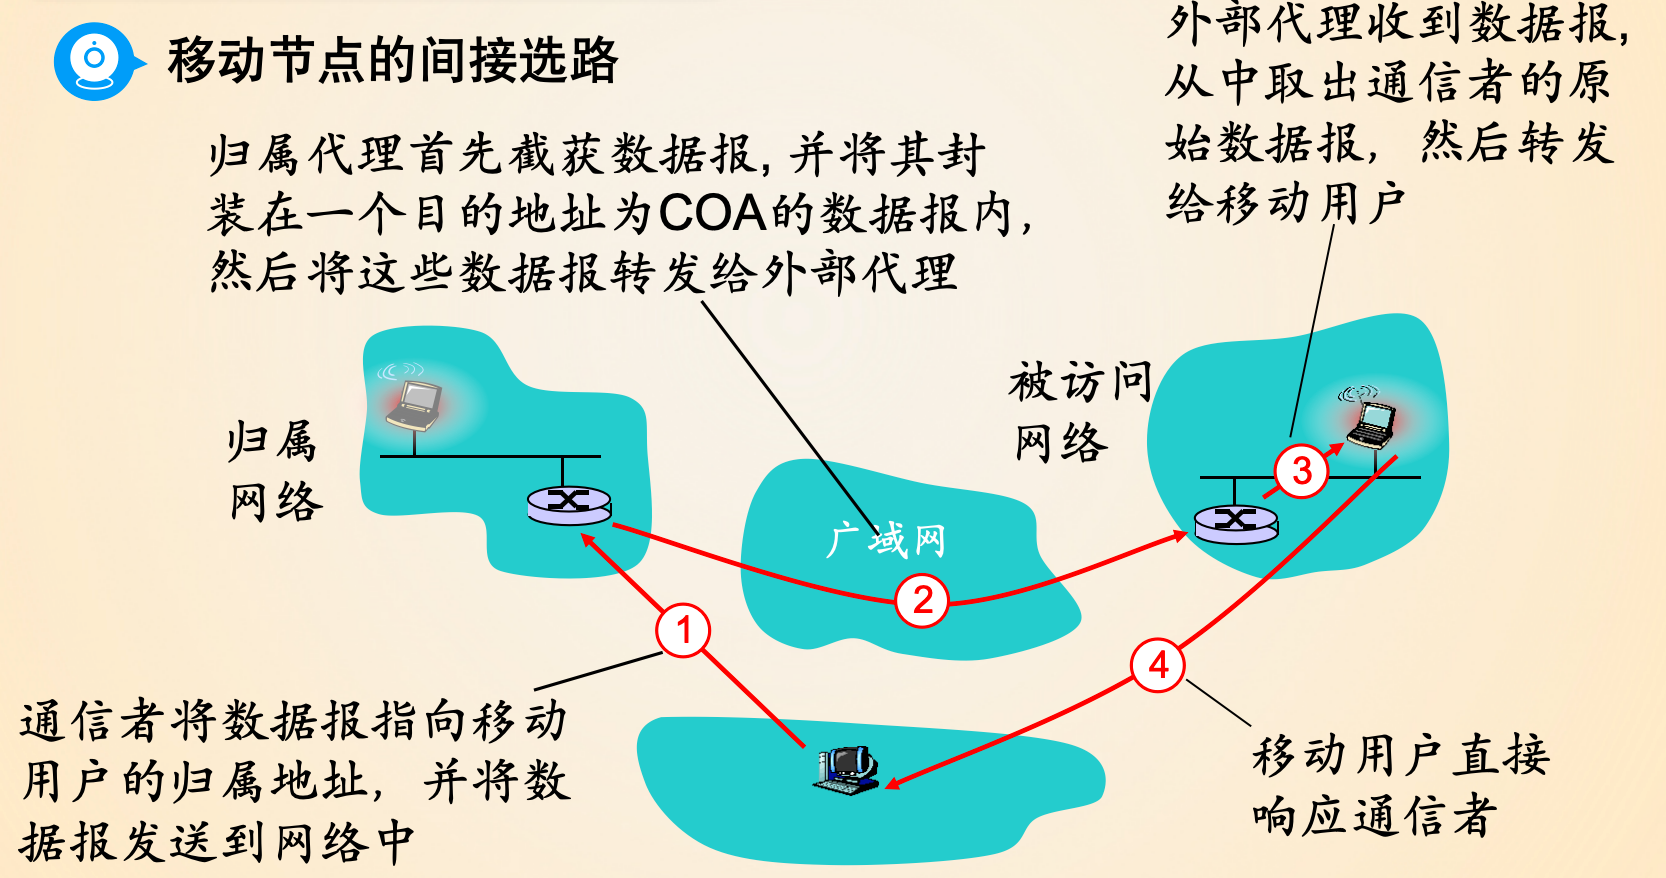 移动节点的间接选路
外部代理收到数据报,
从中取出通信者的原
始数据报，然后转发
给移动用户
归属代理首先截获数据报, 并将其封
装在一个目的地址为COA的数据报内,
然后将这些数据报转发给外部代理
归属
网络
被访问
网络
广域网
1
2
3
4
通信者将数据报指向移动
用户的归属地址，并将数
据报发送到网络中
移动用户直接
响应通信者